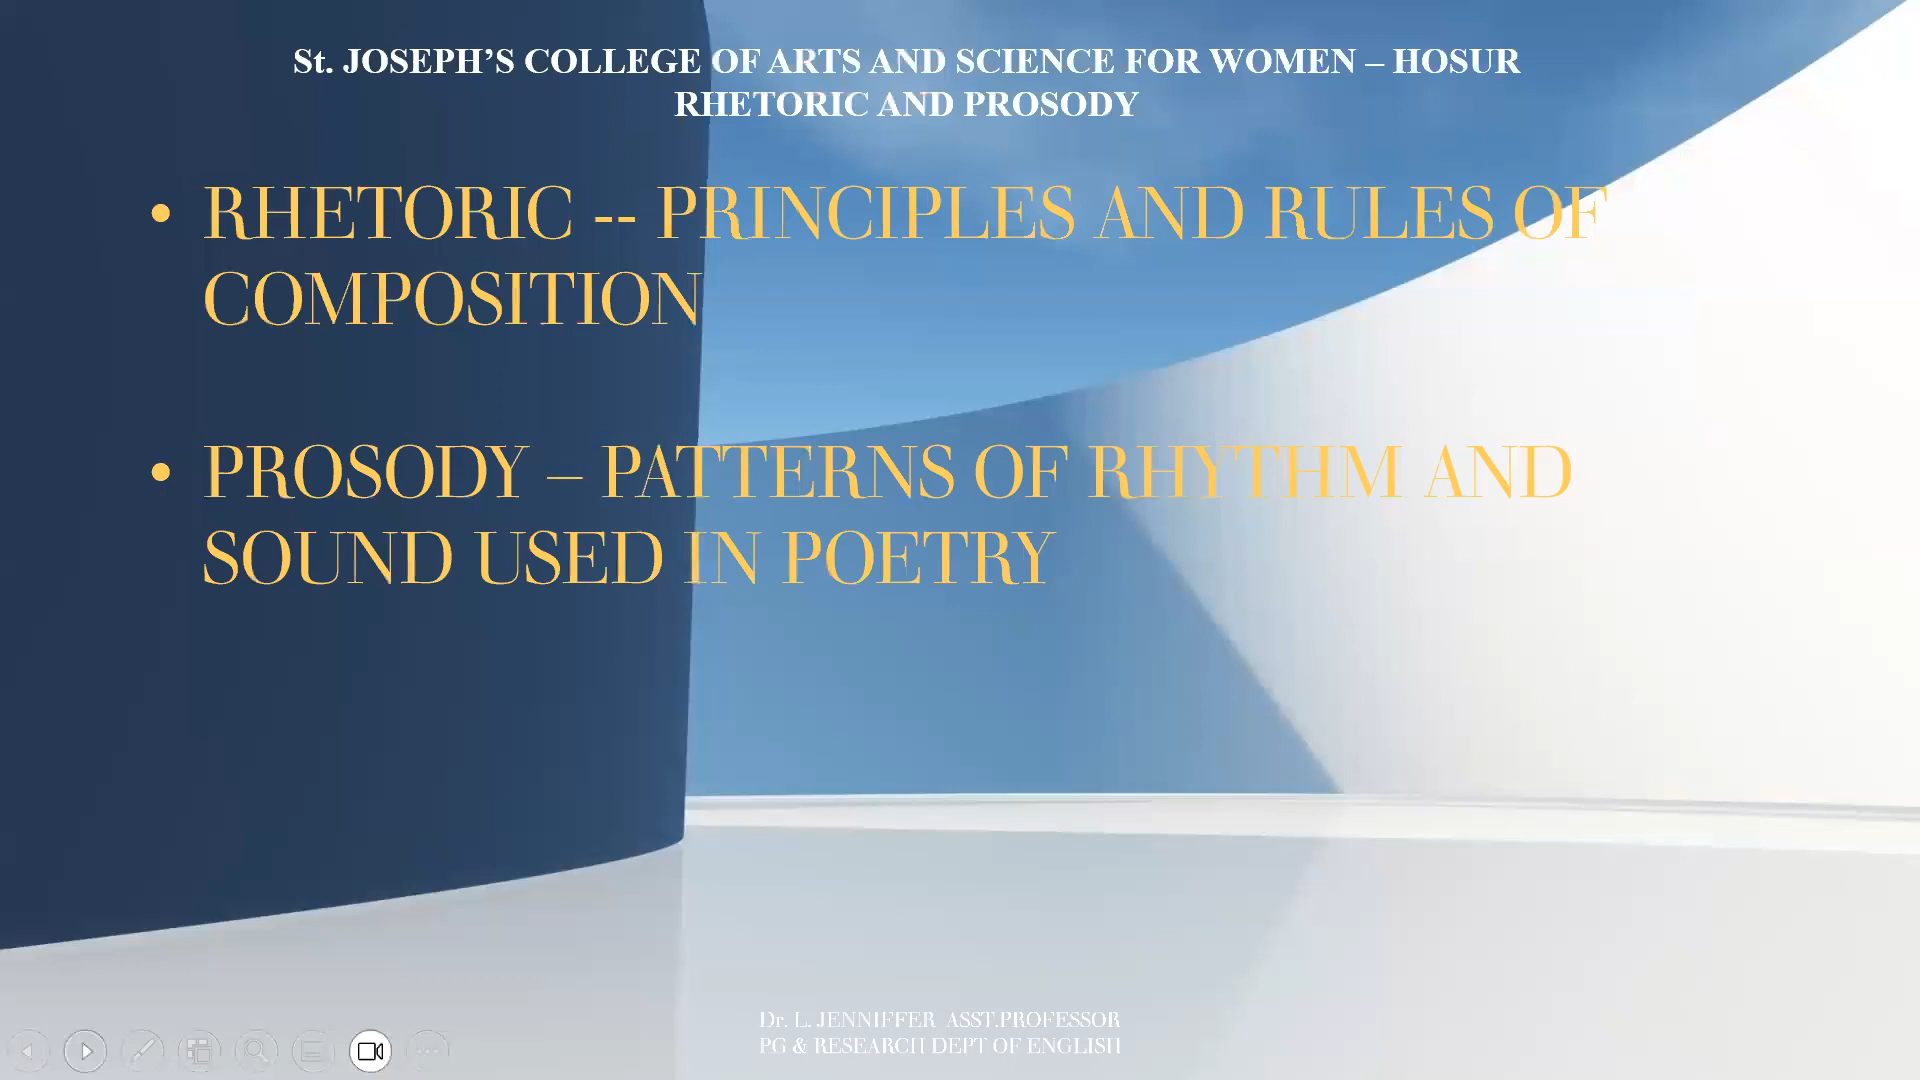 St. JOSEPH’S COLLEGE OF ARTS AND SCIENCE FOR WOMEN – HOSUR
RHETORIC AND PROSODY
• RHETORIC -- PRINCIPLES AND RULES OF
COMPOSITION
• PROSODY – PATTERNS OF RHYTHM AND
SOUND USED IN POETRY
Dr. L. JENNIFFER ASST.PROFESSOR
PG & RESEARCH DEPT OF ENGLISH